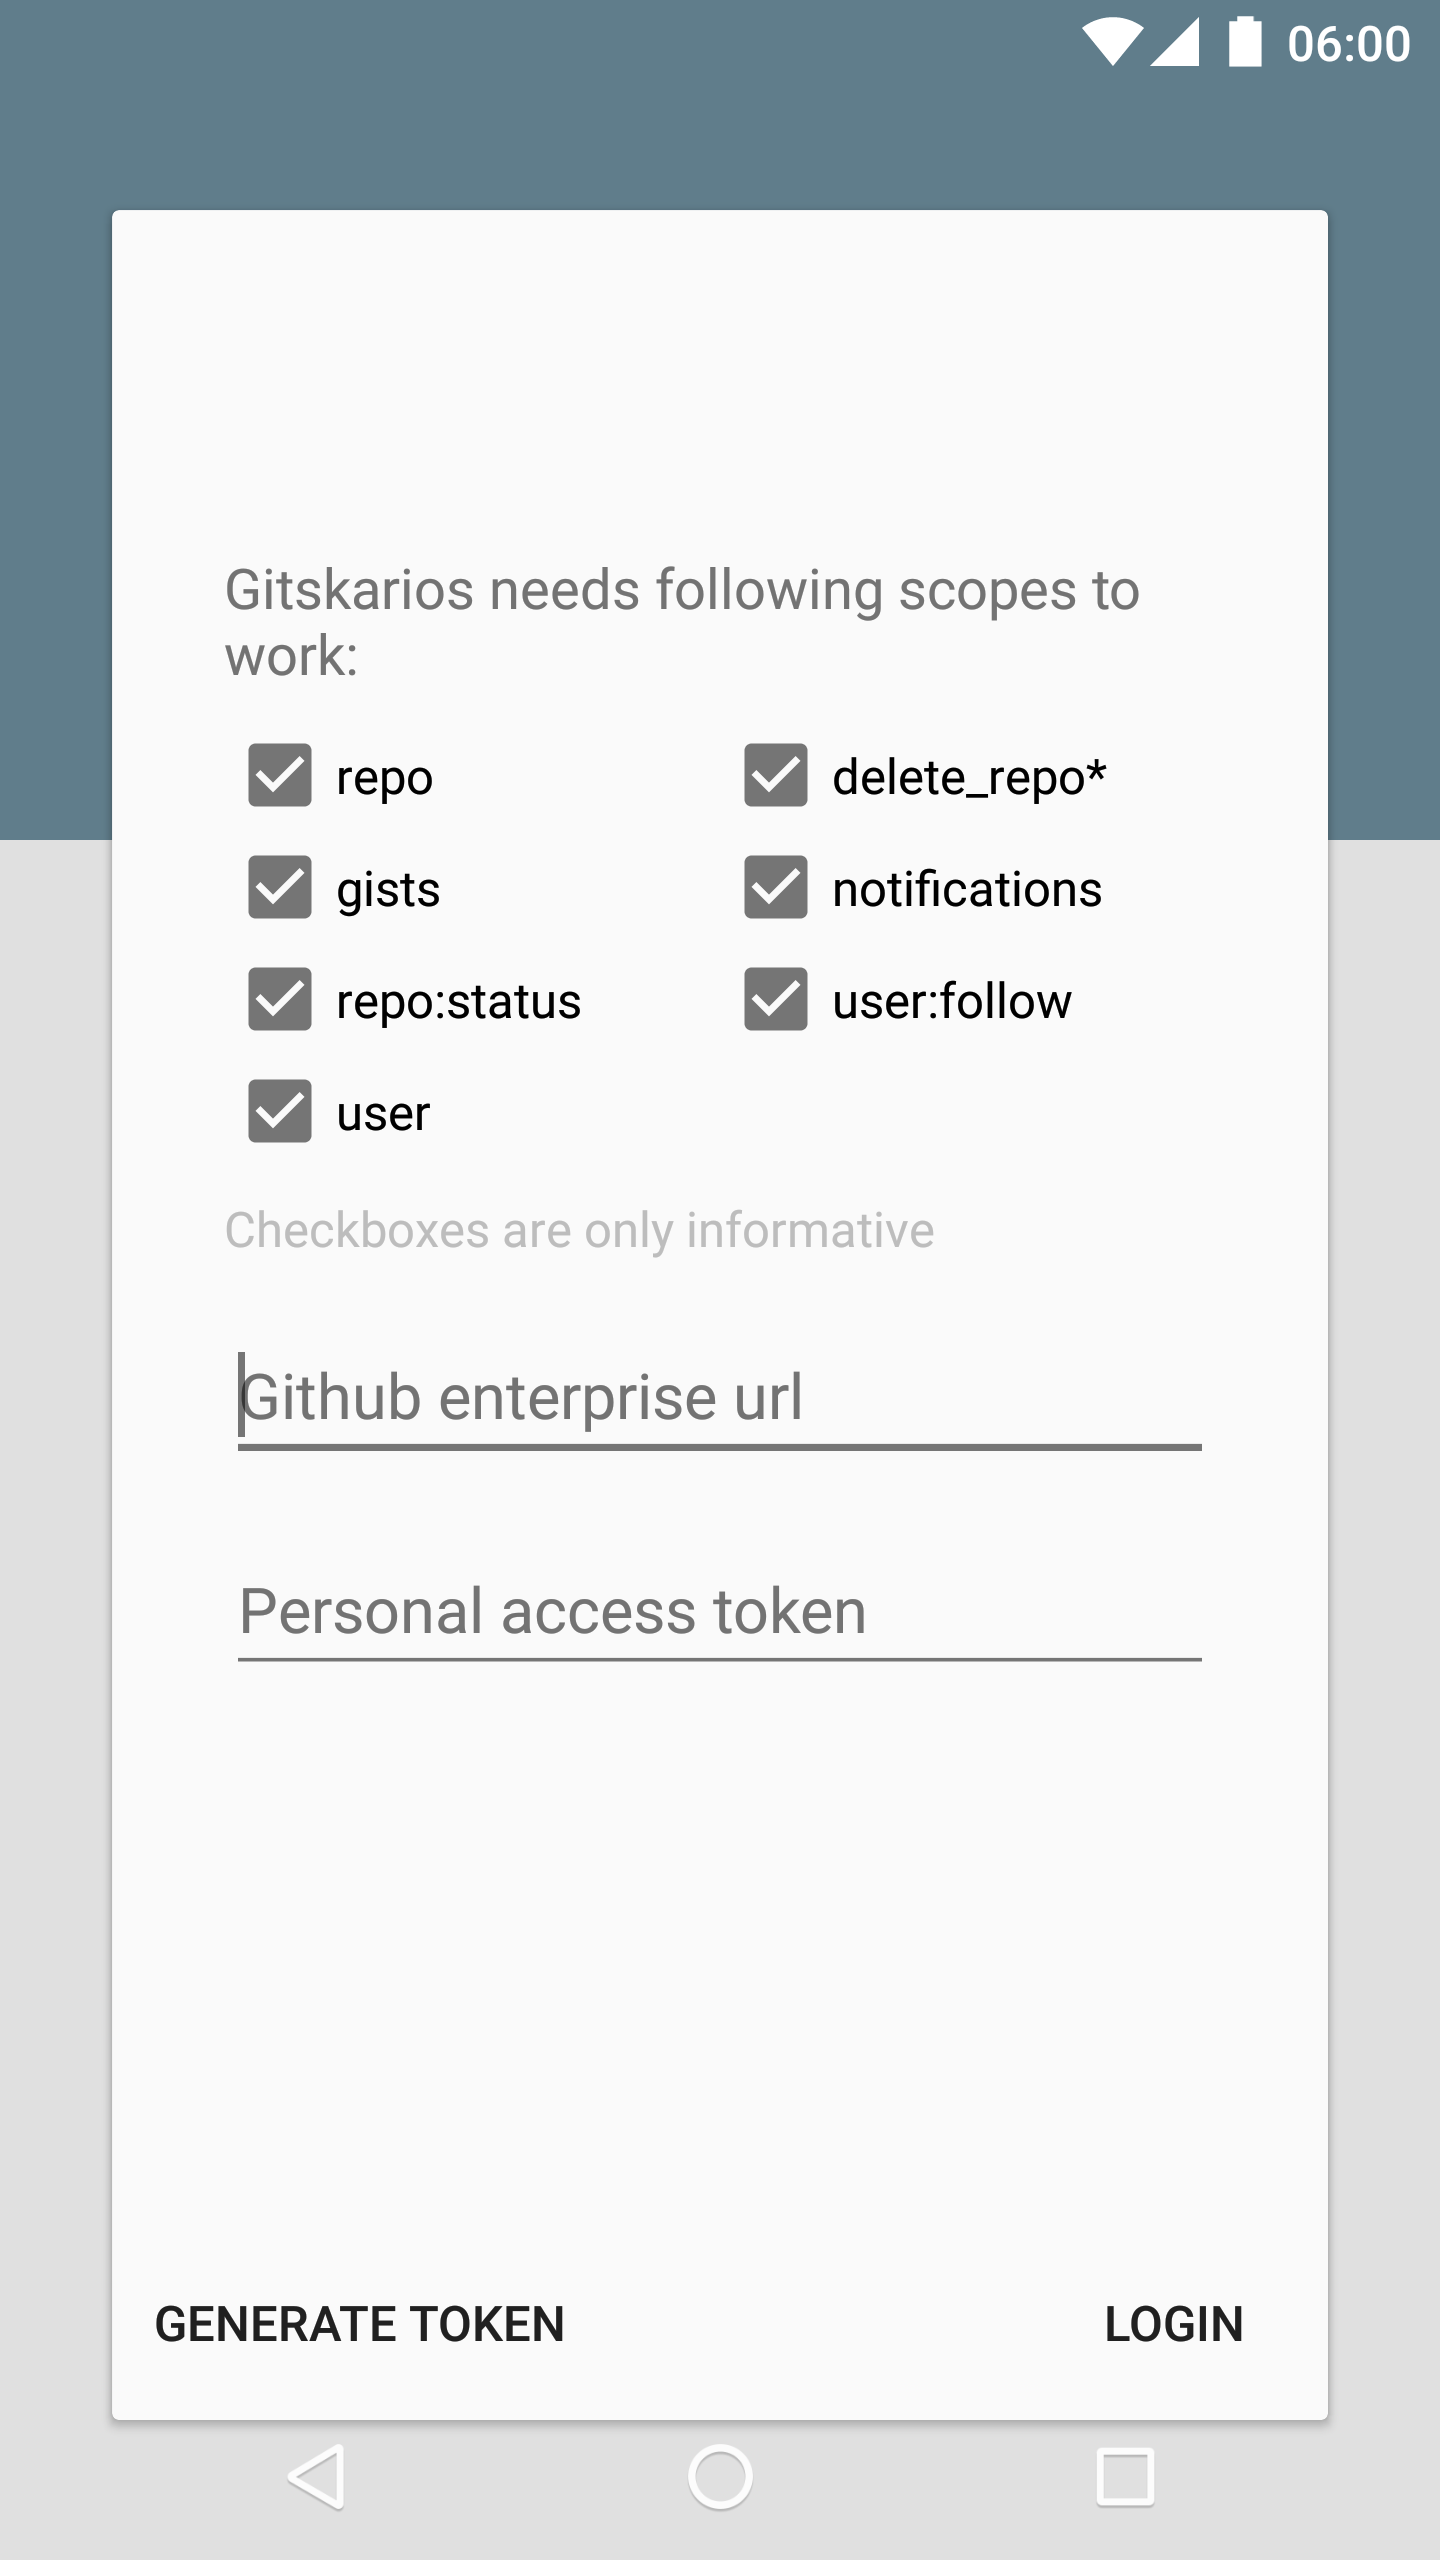 06:00
Gitskarios needs following scopes to
work:
repo
delete_repo*
gists
notifications
repo:status
user:follow
user
Checkboxes are only informative
Github enterprise url
Personal access token
GENERATE TOKEN
LOGIN